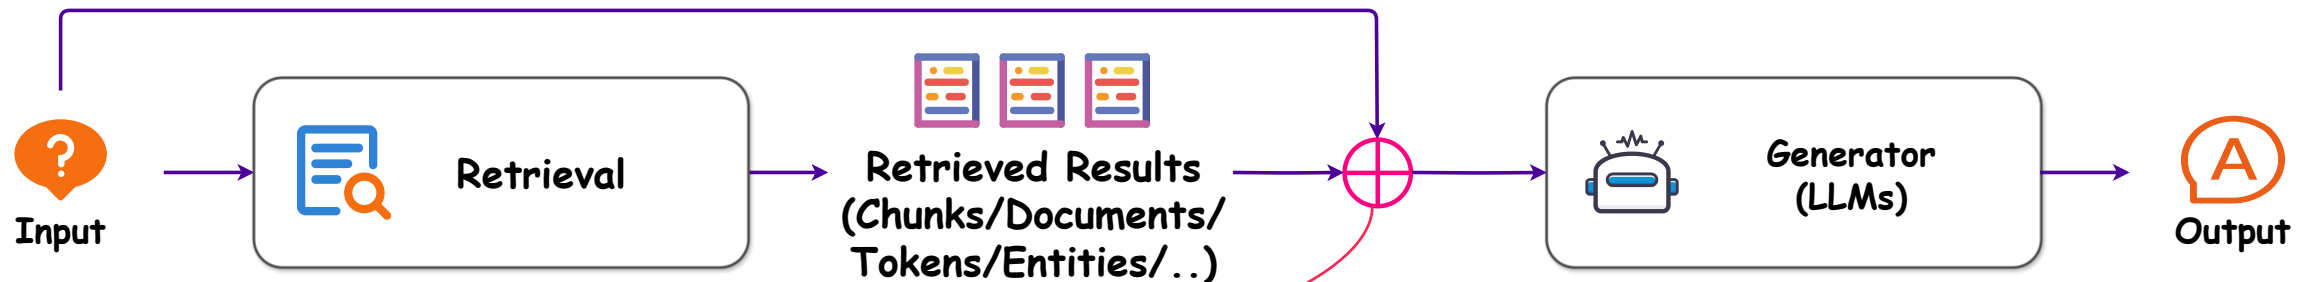 Input
Retrieval
Retrieved Results
(Chunks/Documents/
Tokens/Entities/..)
Generator
(LLMs)
A
Output